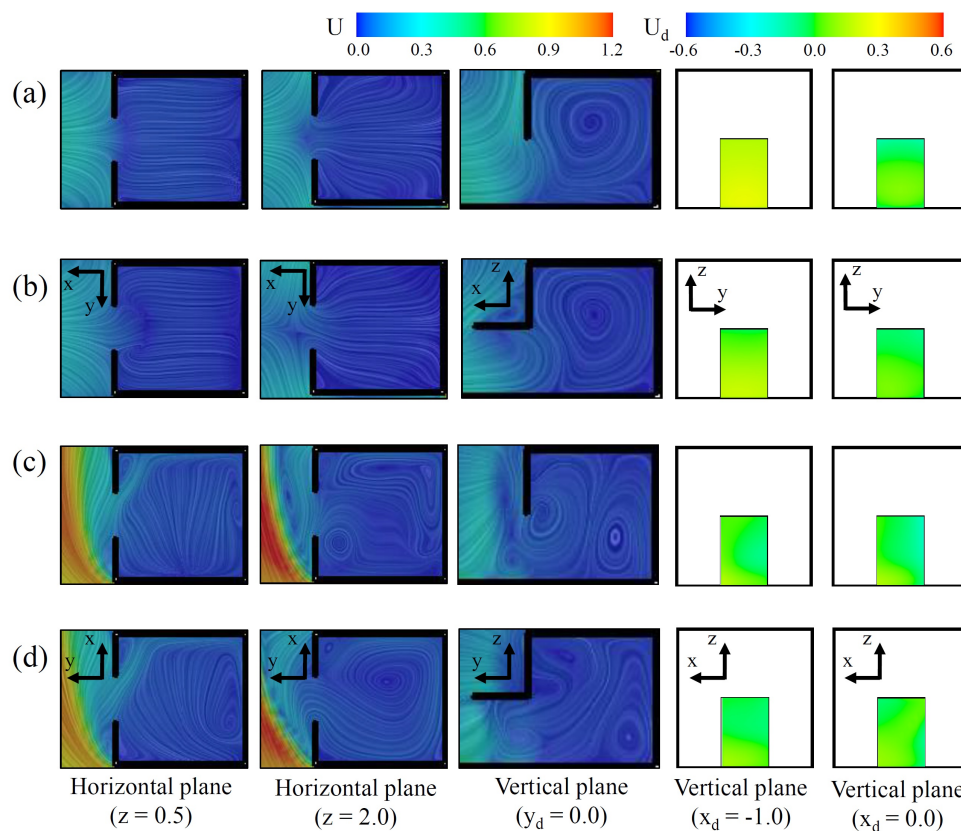 U
0.0 0.3 0.6 0.9 1.2
U_d
-0.6 -0.3 0.0 0.3 0.6
(a)
(b)
x
y
x
y
z
x
z
y
z
y
(c)
(d)
x
y
x
y
z
y
z
x
z
x
Horizontal plane
(z = 0.5)
Horizontal plane
(z = 2.0)
Vertical plane
(y_d = 0.0)
Vertical plane
(x_d = -1.0)
Vertical plane
(x_d = 0.0)